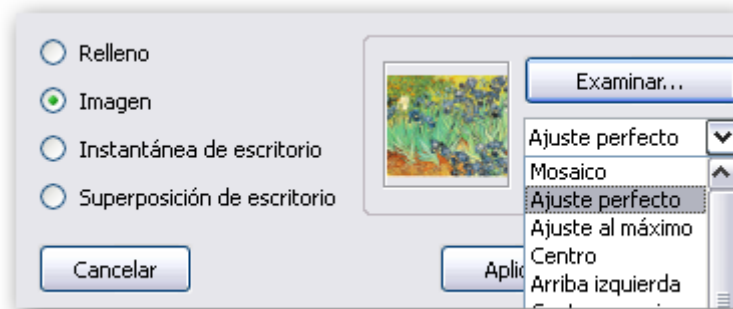 Relleno
Imagen
Instantánea de escritorio
Superposición de escritorio
Examinar...
Ajuste perfecto
Mosaico
Ajuste perfecto
Ajuste al máximo
Centro
Arriba izquierda
Cancelar